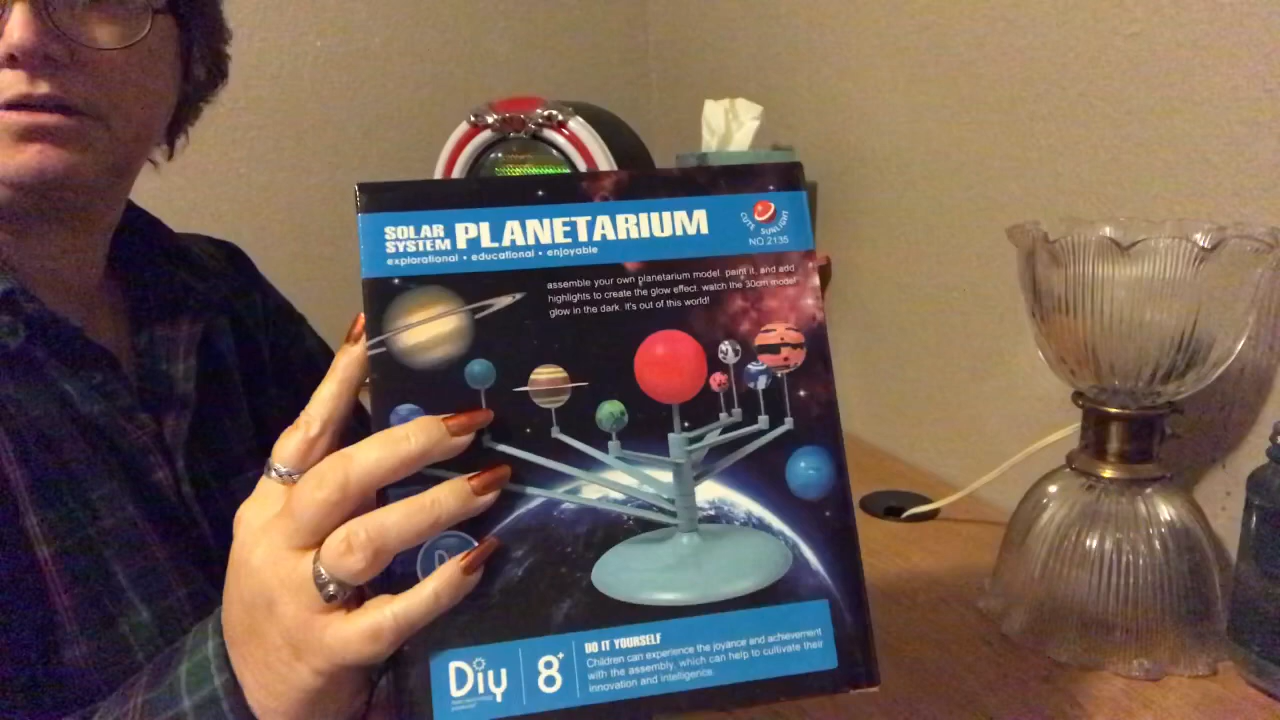 SOLAR SYSTEM PLANETARIUM
explorational • educational • enjoyable
CUTE SUNLIGHT
NO.2135
assemble your own planetarium model. paint it, and add
highlights to create the glow effect. watch the 30cm model
glow in the dark. it's out of this world!
Diy
8+
DO IT YOURSELF
Children can experience the joyance and achievement
with the assembly, which can help to cultivate their
innovation and intelligence.